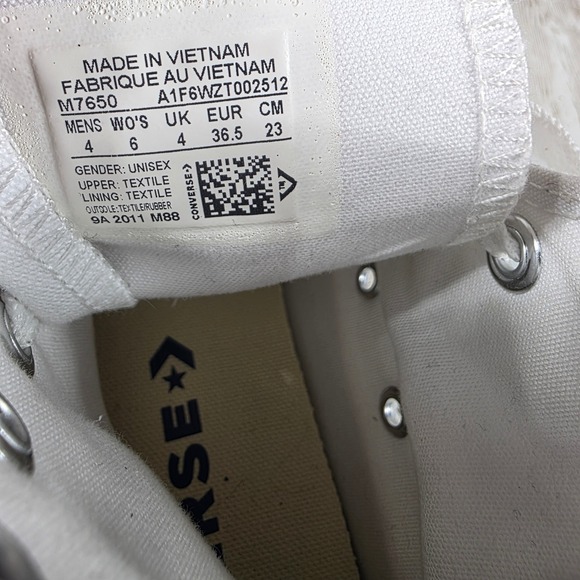 MADE IN VIETNAM
FABRIQUE AU VIETNAM
M7650 A1F6WZT002512
MENS WO'S UK EUR CM
4 6 4 36.5 23
GENDER: UNISEX
UPPER: TEXTILE
LINING: TEXTILE
OUTSOLE: TEXTILE/RUBBER
9A 2011 M88
CONVERSE
ERSE